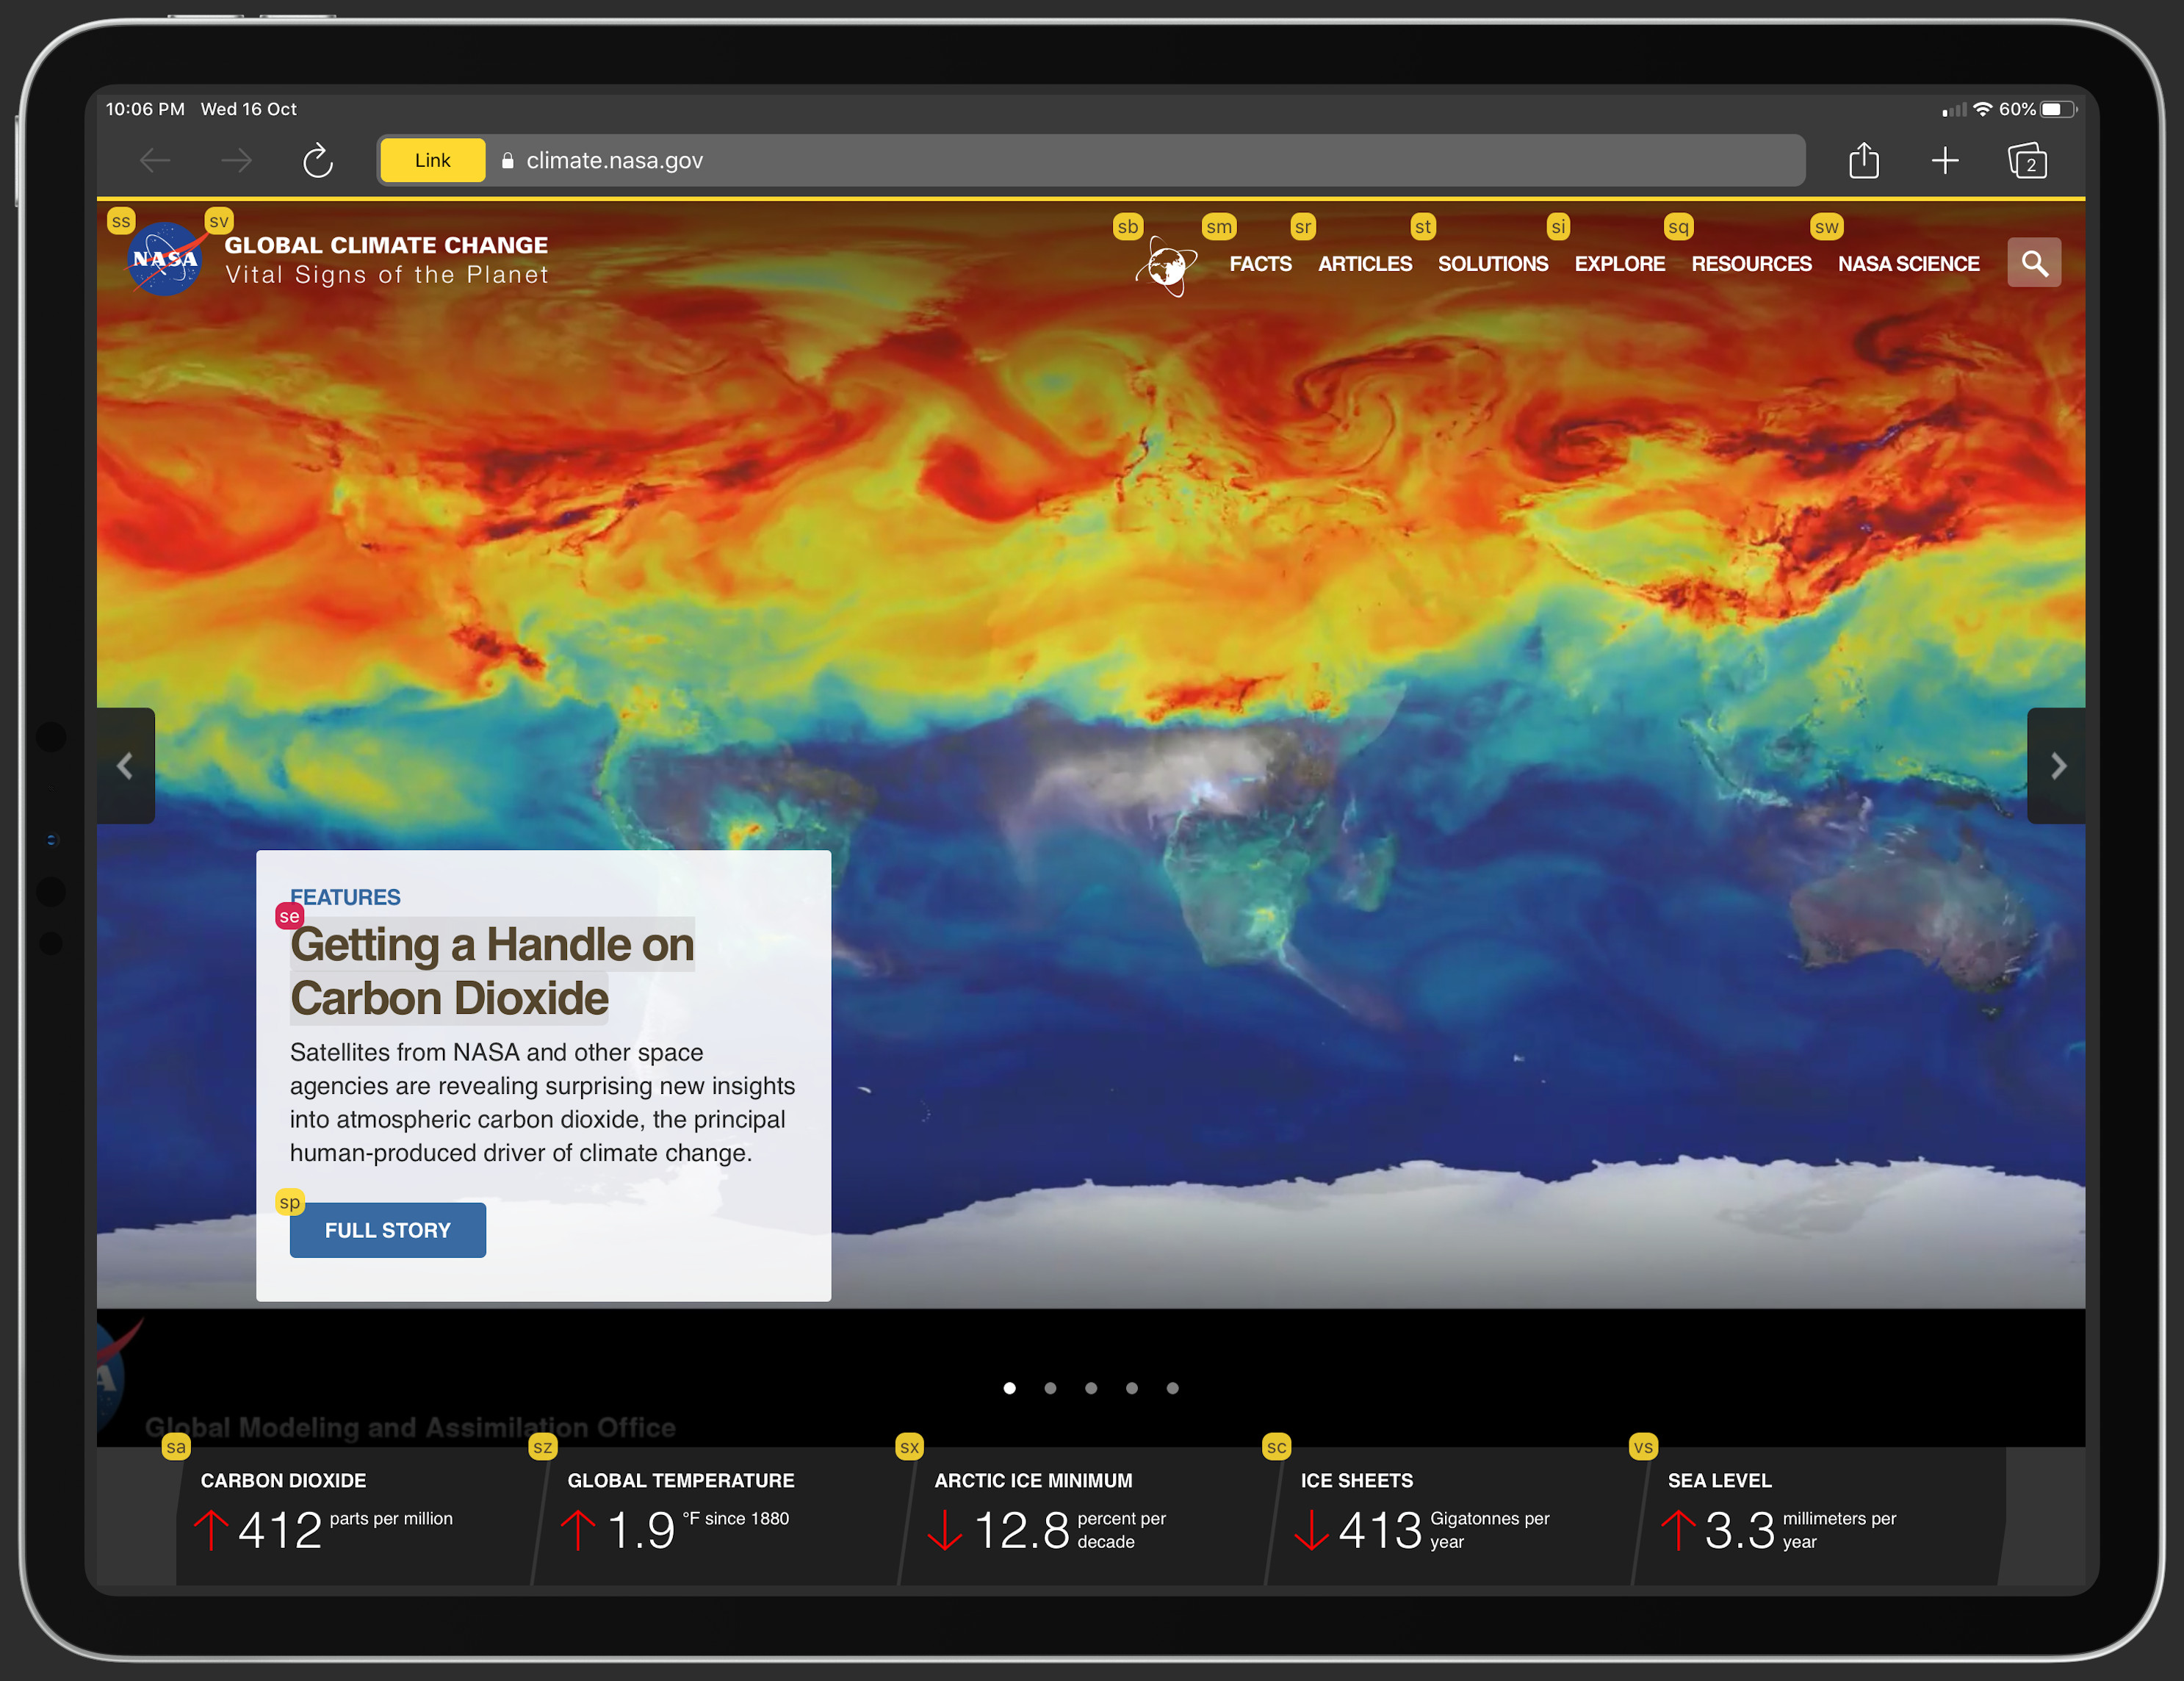 10:06 PM Wed 16 Oct
60%
Link climate.nasa.gov
2
ss sv
NASA
GLOBAL CLIMATE CHANGE
Vital Signs of the Planet
sb sm sr st si sq sw
FACTS ARTICLES SOLUTIONS EXPLORE RESOURCES NASA SCIENCE
FEATURES
se
Getting a Handle on
Carbon Dioxide
Satellites from NASA and other space
agencies are revealing surprising new insights
into atmospheric carbon dioxide, the principal
human-produced driver of climate change.
sp
FULL STORY
A
Global Modeling and Assimilation Office
sa sz sx sc vs
CARBON DIOXIDE
412 parts per million
GLOBAL TEMPERATURE
1.9 °F since 1880
ARCTIC ICE MINIMUM
12.8 percent per
decade
ICE SHEETS
413 Gigatonnes per
year
SEA LEVEL
3.3 millimeters per
year